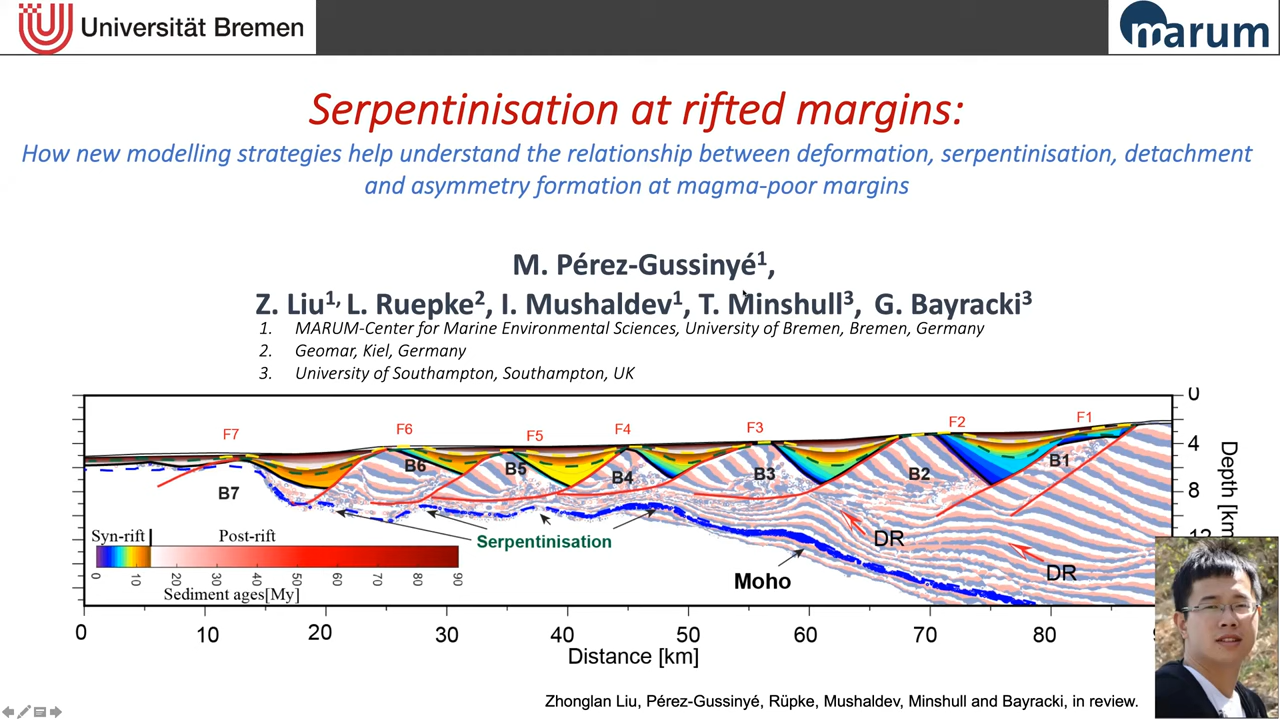 Universität Bremen
marum
Serpentinisation at rifted margins:
How new modelling strategies help understand the relationship between deformation, serpentinisation, detachment
and asymmetry formation at magma-poor margins
M. Pérez-Gussinyé1,
Z. Liu1, L. Ruepke2, I. Mushaldev1, T. Minshull3, G. Bayracki3
1. MARUM-Center for Marine Environmental Sciences, University of Bremen, Bremen, Germany
2. Geomar, Kiel, Germany
3. University of Southampton, Southampton, UK
F7 F6 F5 F4 F3 F2 F1
B7 B6 B5 B4 B3 B2 B1
0
4
8
12
Depth [km]
Serpentinisation
DR
DR
Moho
Syn-rift Post-rift
0 10 20 30 40 50 60 70 80 90
Sediment ages[My]
0 10 20 30 40 50 60 70 80
Distance [km]
Zhonglan Liu, Pérez-Gussinyé, Rüpke, Mushaldev, Minshull and Bayracki, in review.